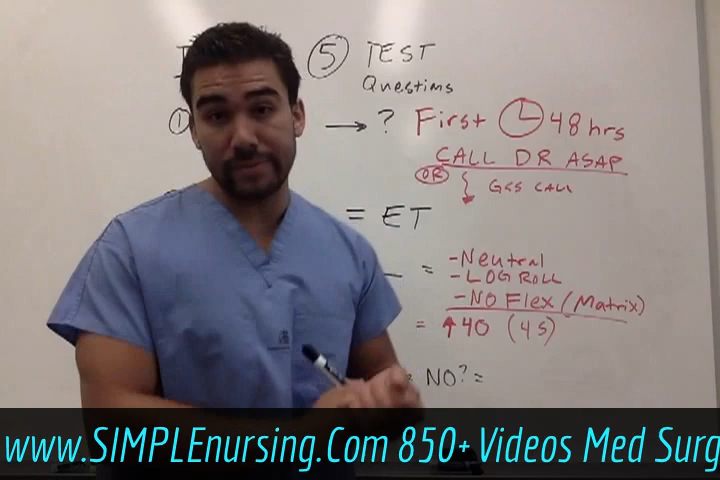 ⑤ TEST
Questims
① → ? First 48 hrs
CALL DR ASAP
OR GCS CALL
= ET
= -Neutral
-LOG ROLL
-NO Flex (Matrix)
= ↑40 (45)
= NO? =
www.SIMPLEnursing.Com 850+ Videos Med Surg